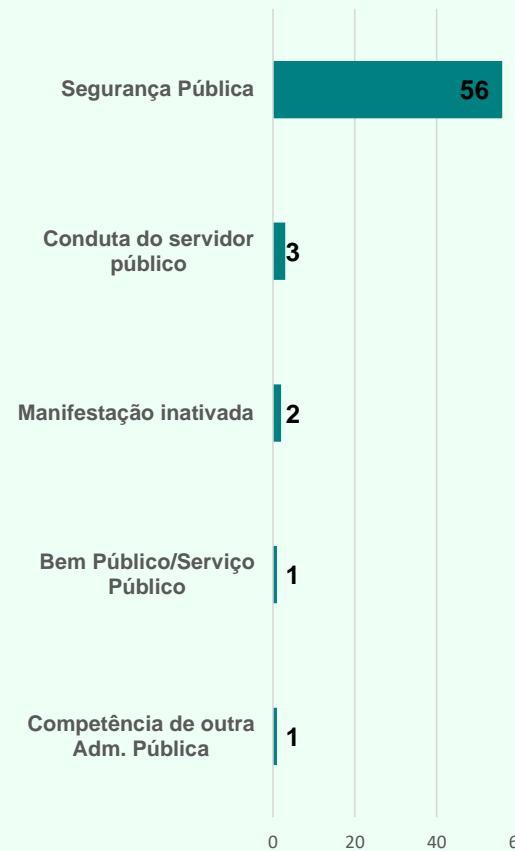 Segurança Pública
56
Conduta do servidor
público
3
Manifestação inativada
2
Bem Público/Serviço
Público
1
Competência de outra
Adm. Pública
1
0 20 40